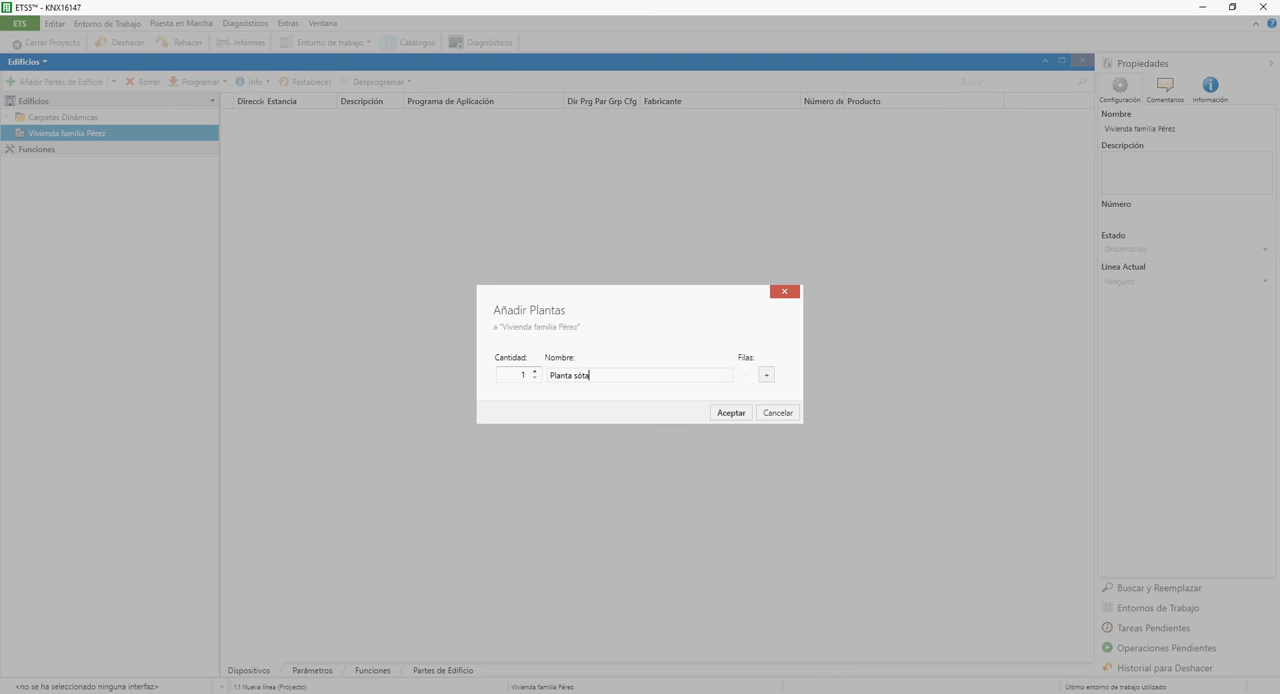 ETS5™ - KNX16147
ETS Editar Entorno de Trabajo Puesta en Marcha Diagnósticos Extras Ventana
Cerrar Proyecto Deshacer Rehacer Informes Entorno de trabajo Catálogos Diagnósticos
Edificios
Añadir Partes de Edificio Borrar Programar Info Restablecer Desprogramar Buscar
Edificios
Direcci Estancia Descripción Programa de Aplicación Dir Prg Par Grp Cfg Fabricante Número de Producto
Carpetas Dinámicas
Vivienda familia Pérez
Funciones
Propiedades
Configuración Comentarios Información
Nombre
Vivienda familia Pérez
Descripción
Número
Estado
Desconocido
Línea Actual
Ninguno
Añadir Plantas
a "Vivienda familia Pérez"
Cantidad: Nombre: Filas:
1 Planta sóta - +
Aceptar Cancelar
Buscar y Reemplazar
Entornos de Trabajo
Tareas Pendientes
Operaciones Pendientes
Historial para Deshacer
Dispositivos Parámetros Funciones Partes de Edificio
<no se ha seleccionado ninguna interfaz> 1.1 Nueva línea (Proyecto) Vivienda familia Pérez Último entorno de trabajo utilizado